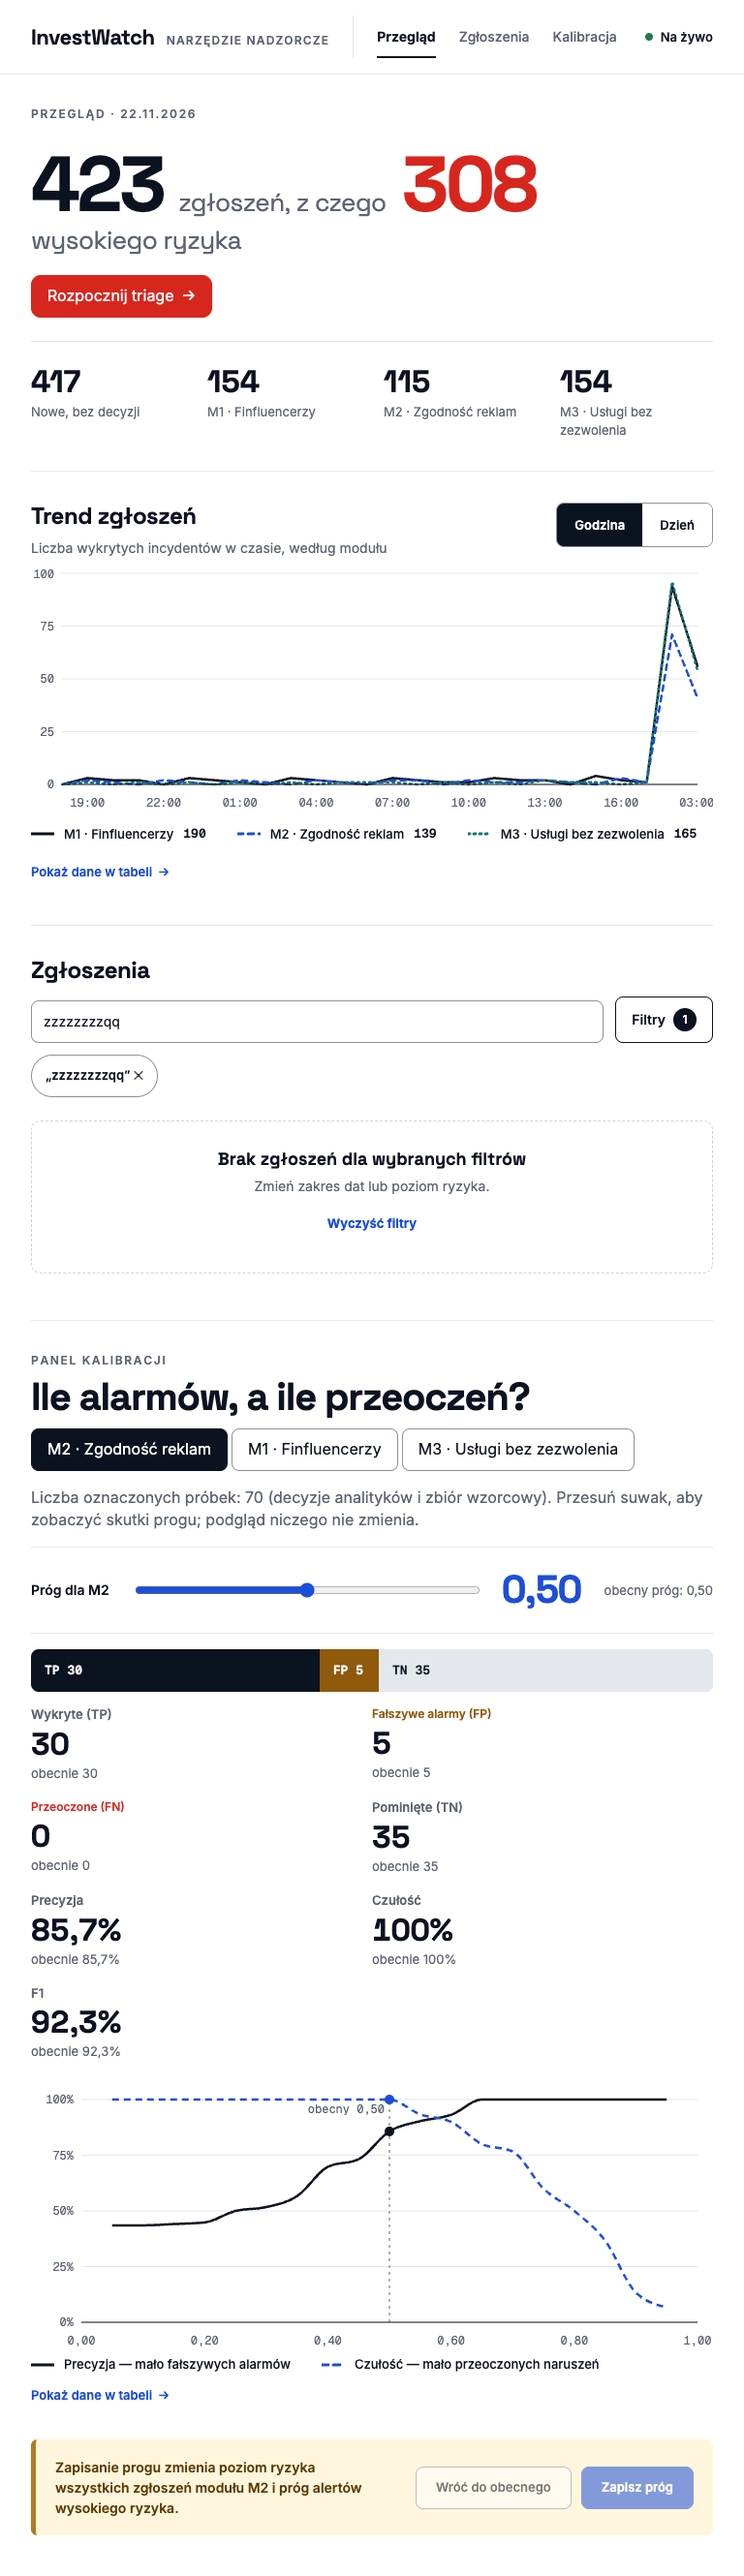 InvestWatch NARZĘDZIE NADZORCZE Przegląd Zgłoszenia Kalibracja Na żywo
PRZEGLĄD · 22.11.2026
423 zgłoszeń, z czego 308
wysokiego ryzyka
Rozpocznij triage →
417 154 115 154
Nowe, bez decyzji M1 · Finfluencerzy M2 · Zgodność reklam M3 · Usługi bez
zezwolenia
Trend zgłoszeń
Godzina Dzień
Liczba wykrytych incydentów w czasie, według modułu
100
75
50
25
0
19:00 22:00 01:00 04:00 07:00 10:00 13:00 16:00 03:00
M1 · Finfluencerzy 190 M2 · Zgodność reklam 139 M3 · Usługi bez zezwolenia 165
Pokaż dane w tabeli →
Zgłoszenia
zzzzzzzzqq Filtry 1
„zzzzzzzzqq” ×
Brak zgłoszeń dla wybranych filtrów
Zmień zakres dat lub poziom ryzyka.
Wyczyść filtry
PANEL KALIBRACJI
Ile alarmów, a ile przeoczeń?
M2 · Zgodność reklam M1 · Finfluencerzy M3 · Usługi bez zezwolenia
Liczba oznaczonych próbek: 70 (decyzje analityków i zbiór wzorcowy). Przesuń suwak, aby
zobaczyć skutki progu; podgląd niczego nie zmienia.
Próg dla M2 0,50 obecny próg: 0,50
TP 30 FP 5 TN 35
Wykryte (TP) Fałszywe alarmy (FP)
30 5
obecnie 30 obecnie 5
Przeoczone (FN) Pominięte (TN)
0 35
obecnie 0 obecnie 35
Precyzja Czułość
85,7% 100%
obecnie 85,7% obecnie 100%
F1
92,3%
obecnie 92,3%
100%
obecny 0,50
75%
50%
25%
0%
0,00 0,20 0,40 0,60 0,80 1,00
Precyzja — mało fałszywych alarmów Czułość — mało przeoczonych naruszeń
Pokaż dane w tabeli →
Zapisanie progu zmienia poziom ryzyka
wszystkich zgłoszeń modułu M2 i próg alertów
wysokiego ryzyka.
Wróć do obecnego Zapisz próg